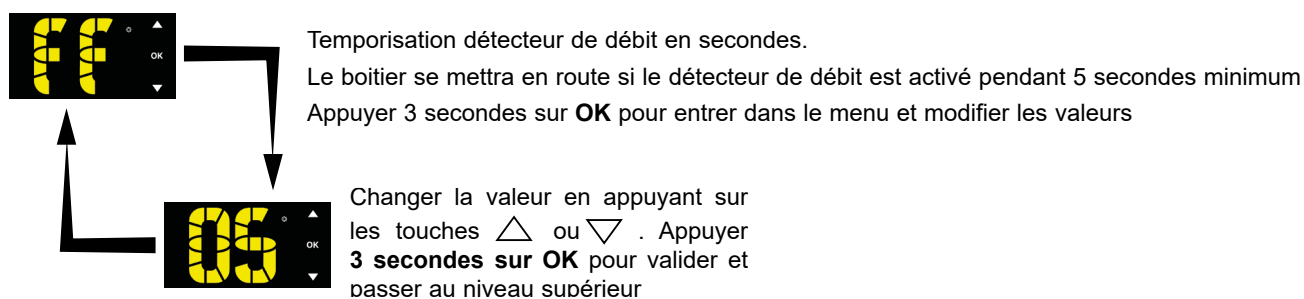 FF
OK
Temporisation détecteur de débit en secondes.
Le boitier se mettra en route si le détecteur de débit est activé pendant 5 secondes minimum
Appuyer 3 secondes sur OK pour entrer dans le menu et modifier les valeurs
05
OK
Changer la valeur en appuyant sur
les touches △ ou ▽ . Appuyer
3 secondes sur OK pour valider et
passer au niveau supérieur